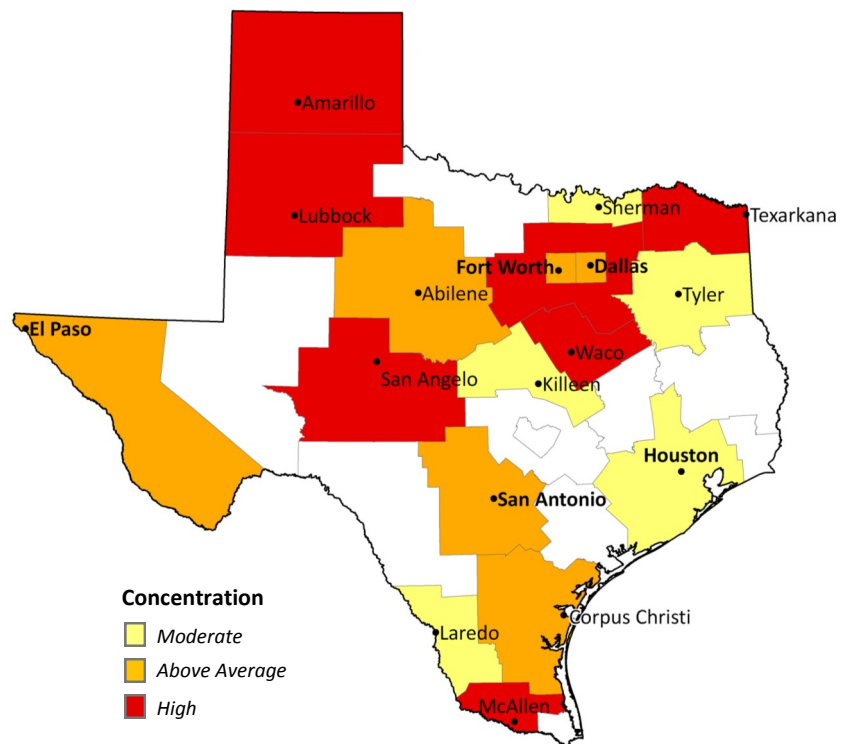 Amarillo
Lubbock
Sherman
Texarkana
Fort Worth
Dallas
Abilene
Tyler
El Paso
Waco
San Angelo
Killeen
Houston
San Antonio
Concentration
Moderate
Above Average
High
Corpus Christi
Laredo
McAllen